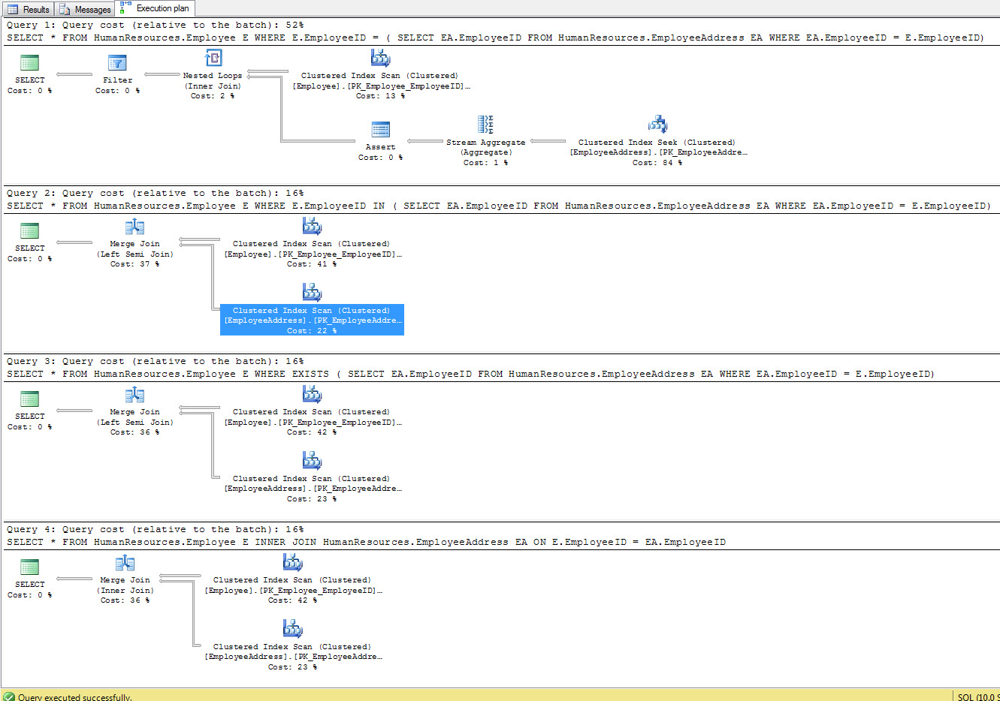 Results Messages Execution plan
Query 1: Query cost (relative to the batch): 52%
SELECT * FROM HumanResources.Employee E WHERE E.EmployeeID = ( SELECT EA.EmployeeID FROM HumanResources.EmployeeAddress EA WHERE EA.EmployeeID = E.EmployeeID)
SELECT
Cost: 0 %
Filter
Cost: 0 %
Nested Loops
(Inner Join)
Cost: 2 %
Clustered Index Scan (Clustered)
[Employee].[PK_Employee_EmployeeID]…
Cost: 13 %
Assert
Cost: 0 %
Stream Aggregate
(Aggregate)
Cost: 1 %
Clustered Index Seek (Clustered)
[EmployeeAddress].[PK_EmployeeAddre…
Cost: 84 %
Query 2: Query cost (relative to the batch): 16%
SELECT * FROM HumanResources.Employee E WHERE E.EmployeeID IN ( SELECT EA.EmployeeID FROM HumanResources.EmployeeAddress EA WHERE EA.EmployeeID = E.EmployeeID)
SELECT
Cost: 0 %
Merge Join
(Left Semi Join)
Cost: 37 %
Clustered Index Scan (Clustered)
[Employee].[PK_Employee_EmployeeID]…
Cost: 41 %
Clustered Index Scan (Clustered)
[EmployeeAddress].[PK_EmployeeAddre…
Cost: 22 %
Query 3: Query cost (relative to the batch): 16%
SELECT * FROM HumanResources.Employee E WHERE EXISTS ( SELECT EA.EmployeeID FROM HumanResources.EmployeeAddress EA WHERE EA.EmployeeID = E.EmployeeID)
SELECT
Cost: 0 %
Merge Join
(Left Semi Join)
Cost: 36 %
Clustered Index Scan (Clustered)
[Employee].[PK_Employee_EmployeeID]…
Cost: 42 %
Clustered Index Scan (Clustered)
[EmployeeAddress].[PK_EmployeeAddre…
Cost: 23 %
Query 4: Query cost (relative to the batch): 16%
SELECT * FROM HumanResources.Employee E INNER JOIN HumanResources.EmployeeAddress EA ON E.EmployeeID = EA.EmployeeID
SELECT
Cost: 0 %
Merge Join
(Inner Join)
Cost: 36 %
Clustered Index Scan (Clustered)
[Employee].[PK_Employee_EmployeeID]…
Cost: 42 %
Clustered Index Scan (Clustered)
[EmployeeAddress].[PK_EmployeeAddre…
Cost: 23 %
Query executed successfully. SQL (10.0 S